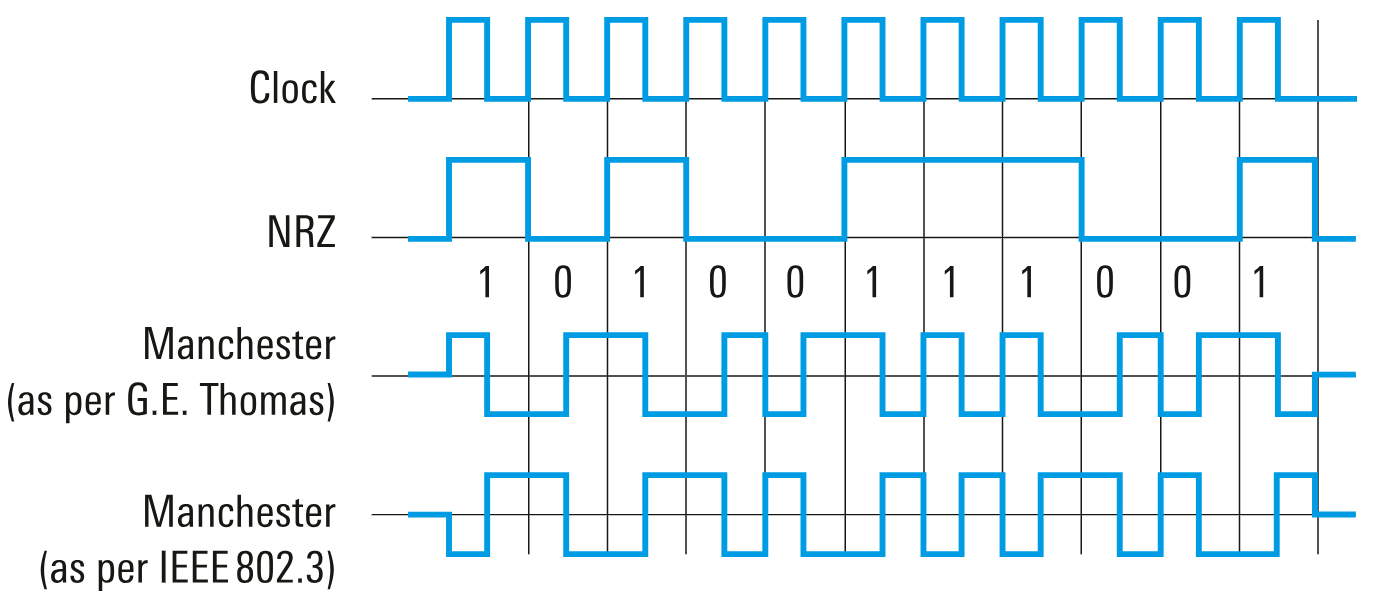 Clock
NRZ
1 0 1 0 0 1 1 1 0 0 1
Manchester
(as per G.E. Thomas)
Manchester
(as per IEEE 802.3)